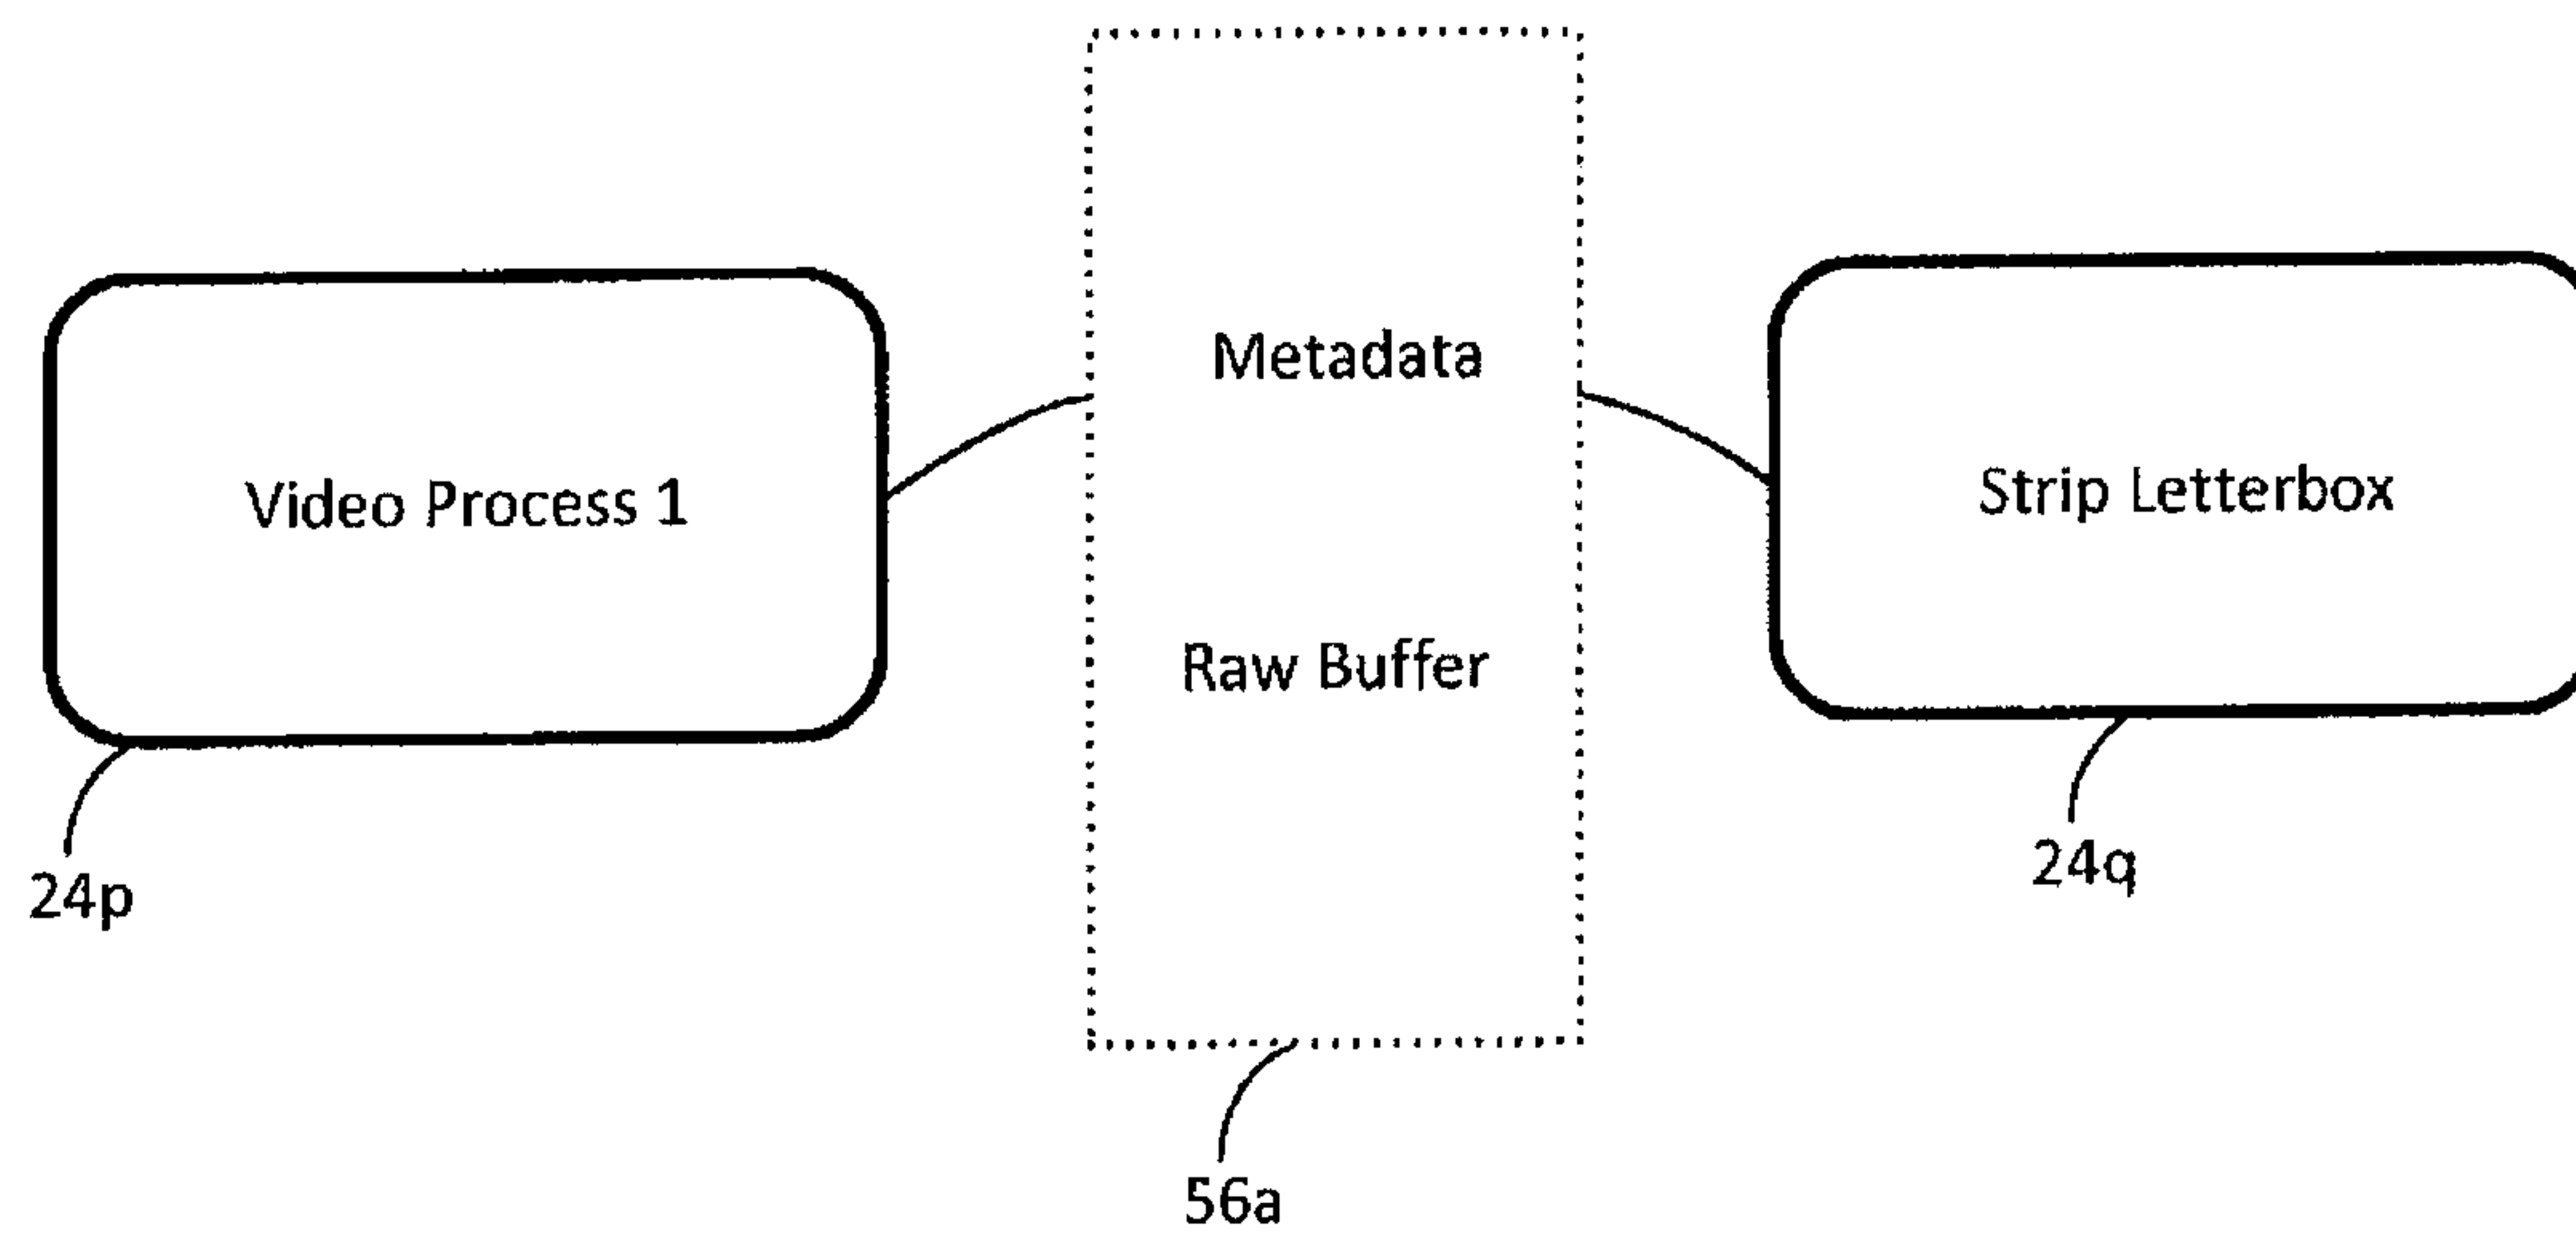 Metadata
Video Process 1
Strip Letterbox
Raw Buffer
24p
24q
56a